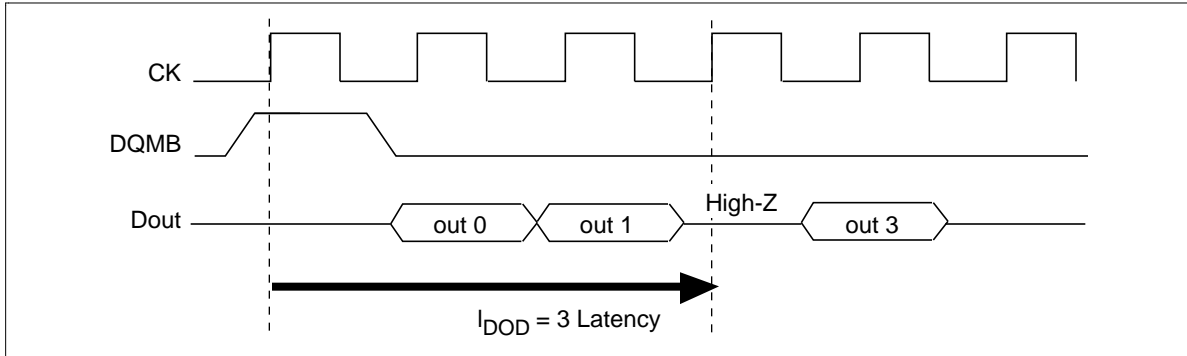 CK
DQMB
Dout
out 0
out 1
High-Z
out 3
lDOD = 3 Latency